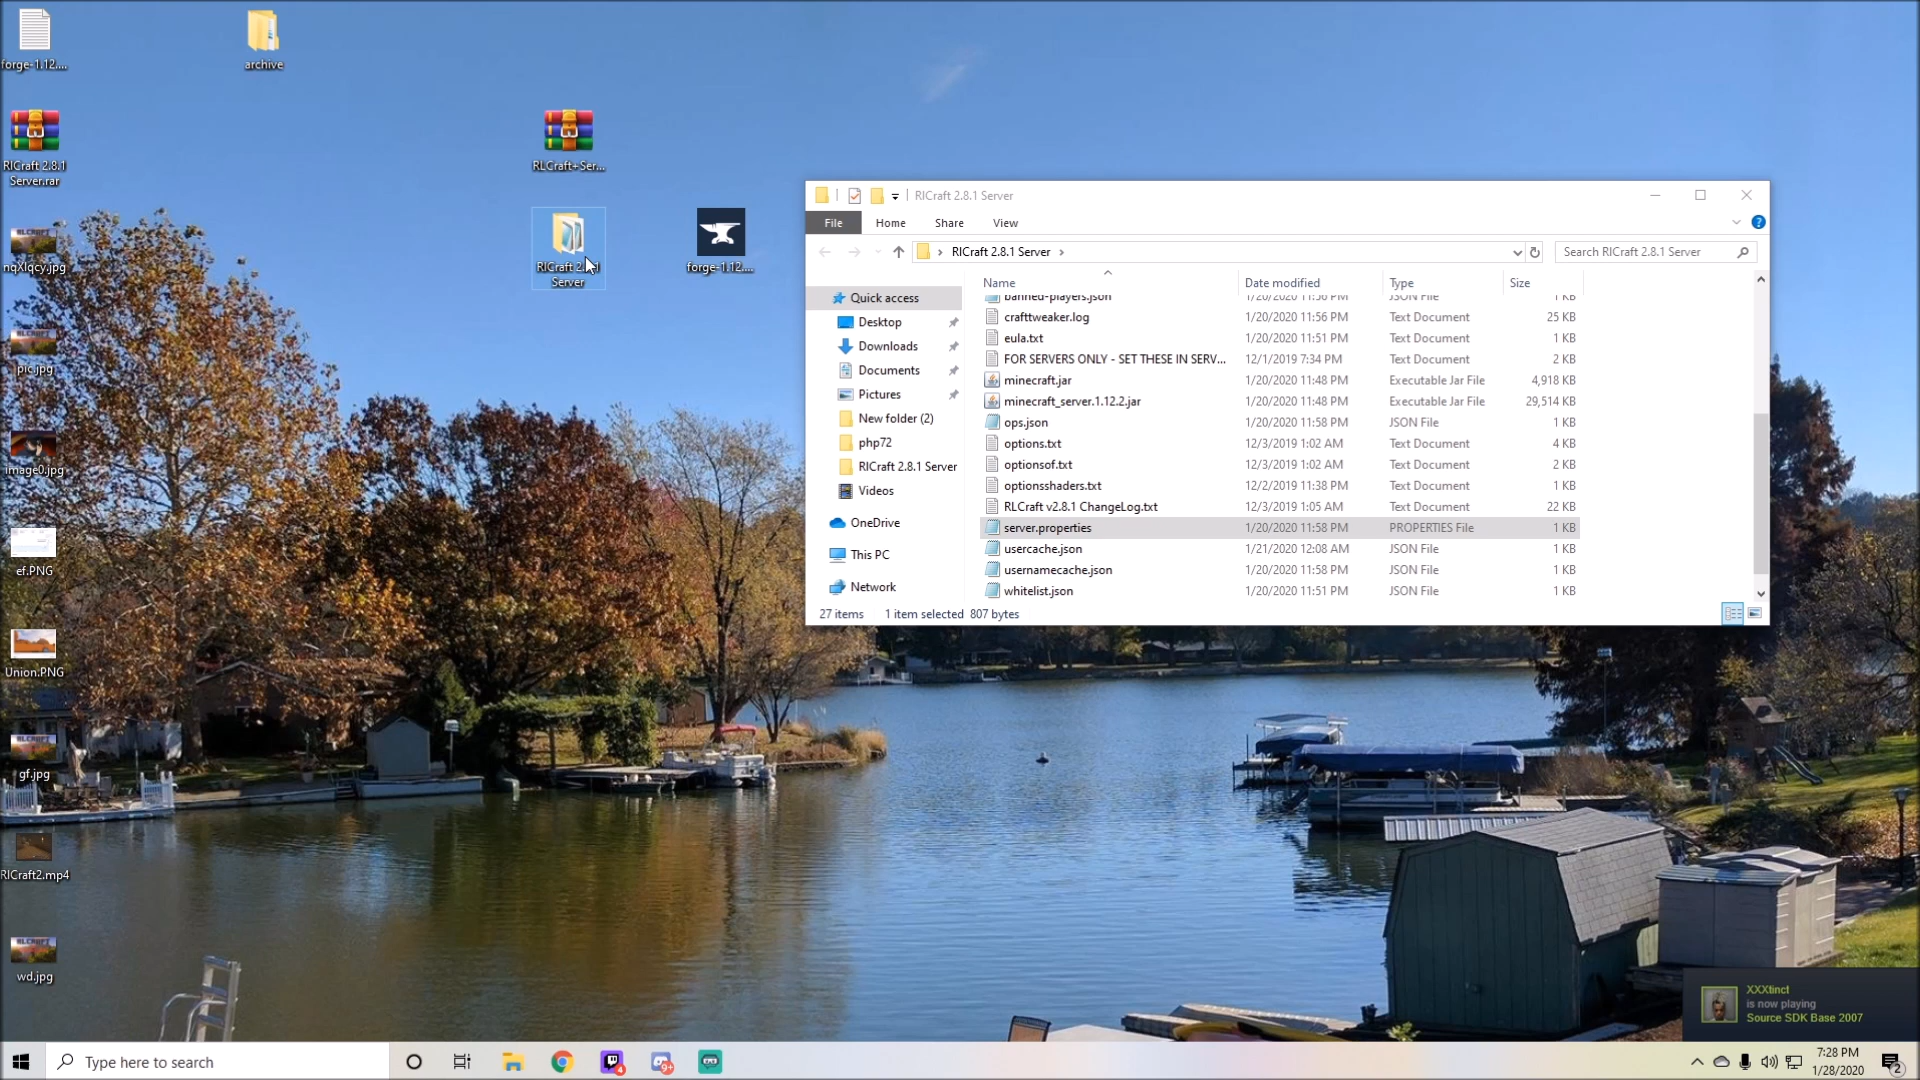 forge-1.12....
archive
RlCraft 2.8.1
Server.rar
RLCraft+Ser...
RlCraft 2.8.1
Server
forge-1.12....
nqXlqcy.jpg
pic.jpg
image0.jpg
ef.PNG
Union.PNG
gf.jpg
RlCraft2.mp4
wd.jpg
RlCraft 2.8.1 Server
File Home Share View
RlCraft 2.8.1 Server
Search RlCraft 2.8.1 Server
Quick access
Desktop
Downloads
Documents
Pictures
New folder (2)
php72
RlCraft 2.8.1 Server
Videos
OneDrive
This PC
Network
Name Date modified Type Size
banned-players.json 1/20/2020 11:56 PM JSON File 1 KB
crafttweaker.log 1/20/2020 11:56 PM Text Document 25 KB
eula.txt 1/20/2020 11:51 PM Text Document 1 KB
FOR SERVERS ONLY - SET THESE IN SERV... 12/1/2019 7:34 PM Text Document 2 KB
minecraft.jar 1/20/2020 11:48 PM Executable Jar File 4,918 KB
minecraft_server.1.12.2.jar 1/20/2020 11:48 PM Executable Jar File 29,514 KB
ops.json 1/20/2020 11:58 PM JSON File 1 KB
options.txt 12/3/2019 1:02 AM Text Document 4 KB
optionsof.txt 12/3/2019 1:02 AM Text Document 2 KB
optionsshaders.txt 12/2/2019 11:38 PM Text Document 1 KB
RLCraft v2.8.1 ChangeLog.txt 12/3/2019 1:05 AM Text Document 22 KB
server.properties 1/20/2020 11:58 PM PROPERTIES File 1 KB
usercache.json 1/21/2020 12:08 AM JSON File 1 KB
usernamecache.json 1/20/2020 11:58 PM JSON File 1 KB
whitelist.json 1/20/2020 11:51 PM JSON File 1 KB
27 items 1 item selected 807 bytes
XXXtinct
is now playing
Source SDK Base 2007
Type here to search
4
9+
7:28 PM
1/28/2020
2